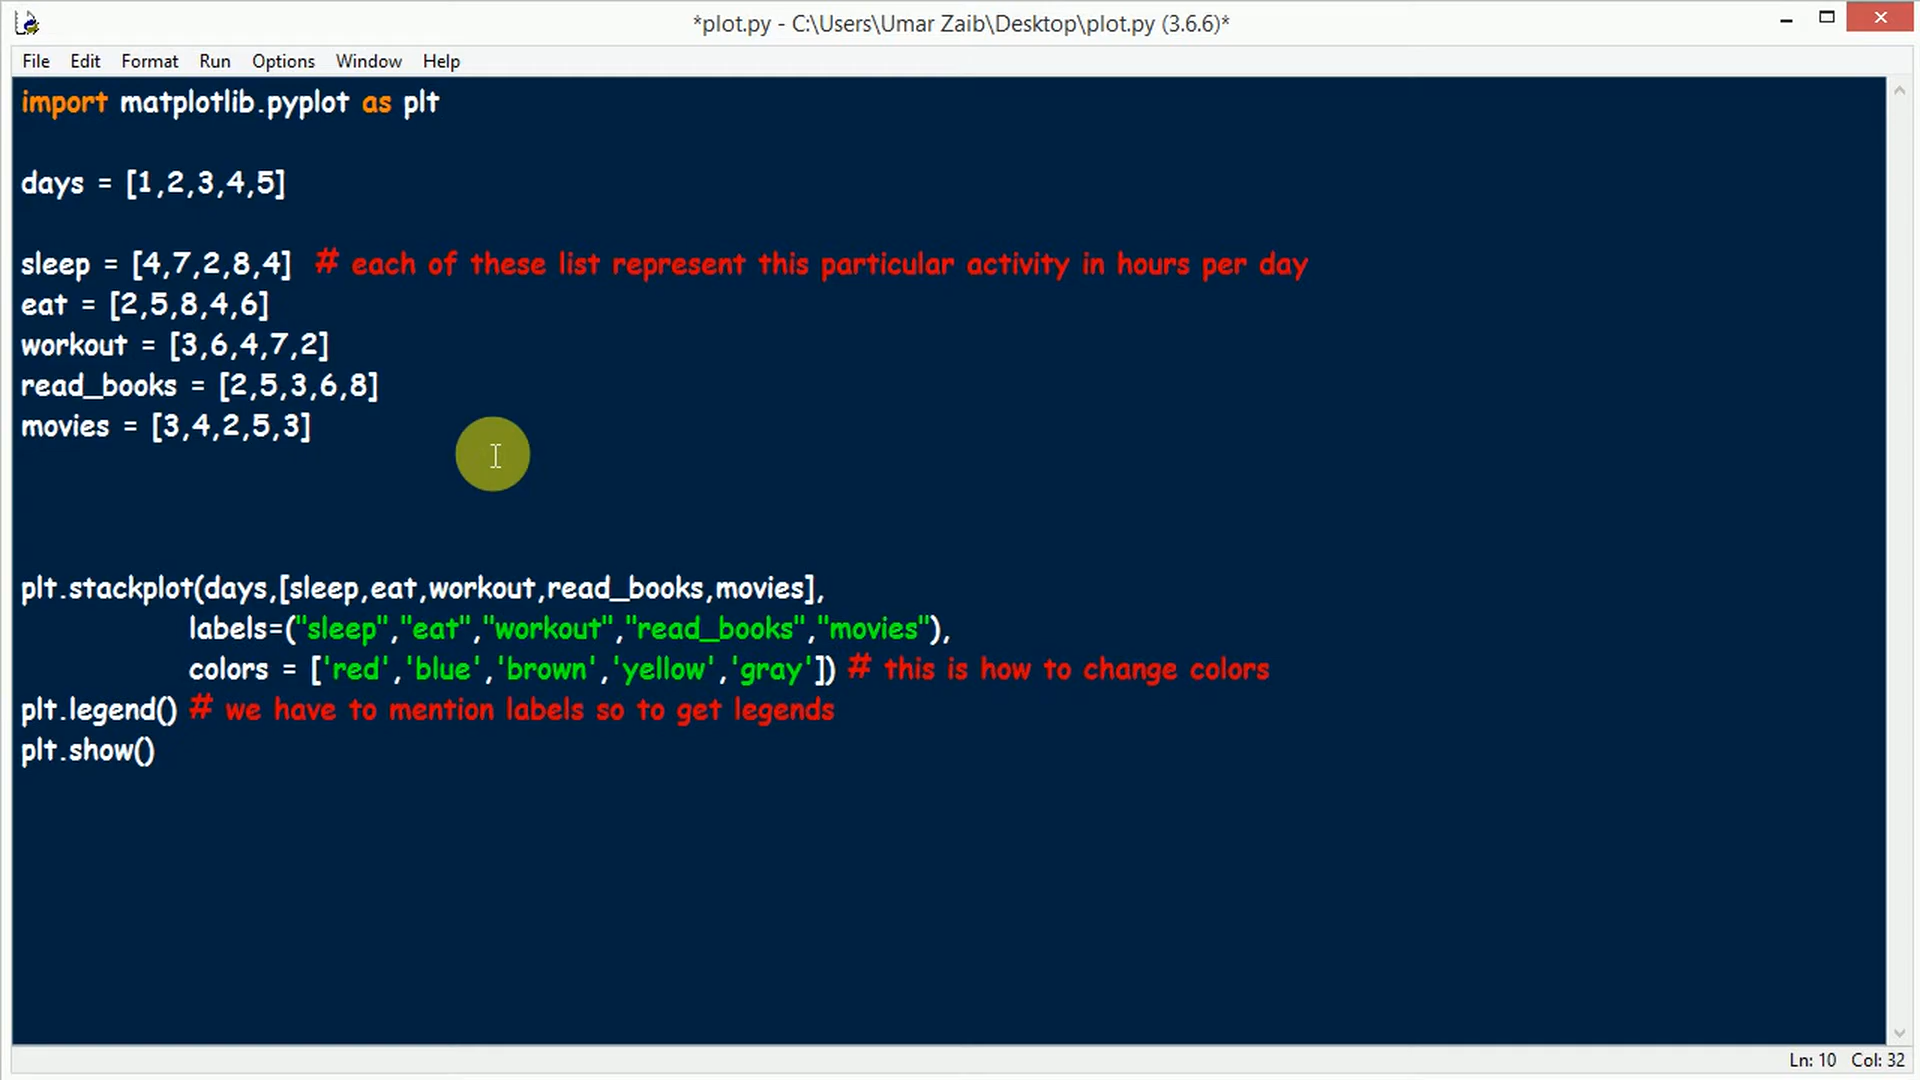 *plot.py - C:\Users\Umar Zaib\Desktop\plot.py (3.6.6)*
File Edit Format Run Options Window Help
import matplotlib.pyplot as plt
days = [1,2,3,4,5]
sleep = [4,7,2,8,4]  # each of these list represent this particular activity in hours per day
eat = [2,5,8,4,6]
workout = [3,6,4,7,2]
read_books = [2,5,3,6,8]
movies = [3,4,2,5,3]
plt.stackplot(days,[sleep,eat,workout,read_books,movies],
labels=("sleep","eat","workout","read_books","movies"),
colors = ['red','blue','brown','yellow','gray']) # this is how to change colors
plt.legend() # we have to mention labels so to get legends
plt.show()
Ln: 10 Col: 32